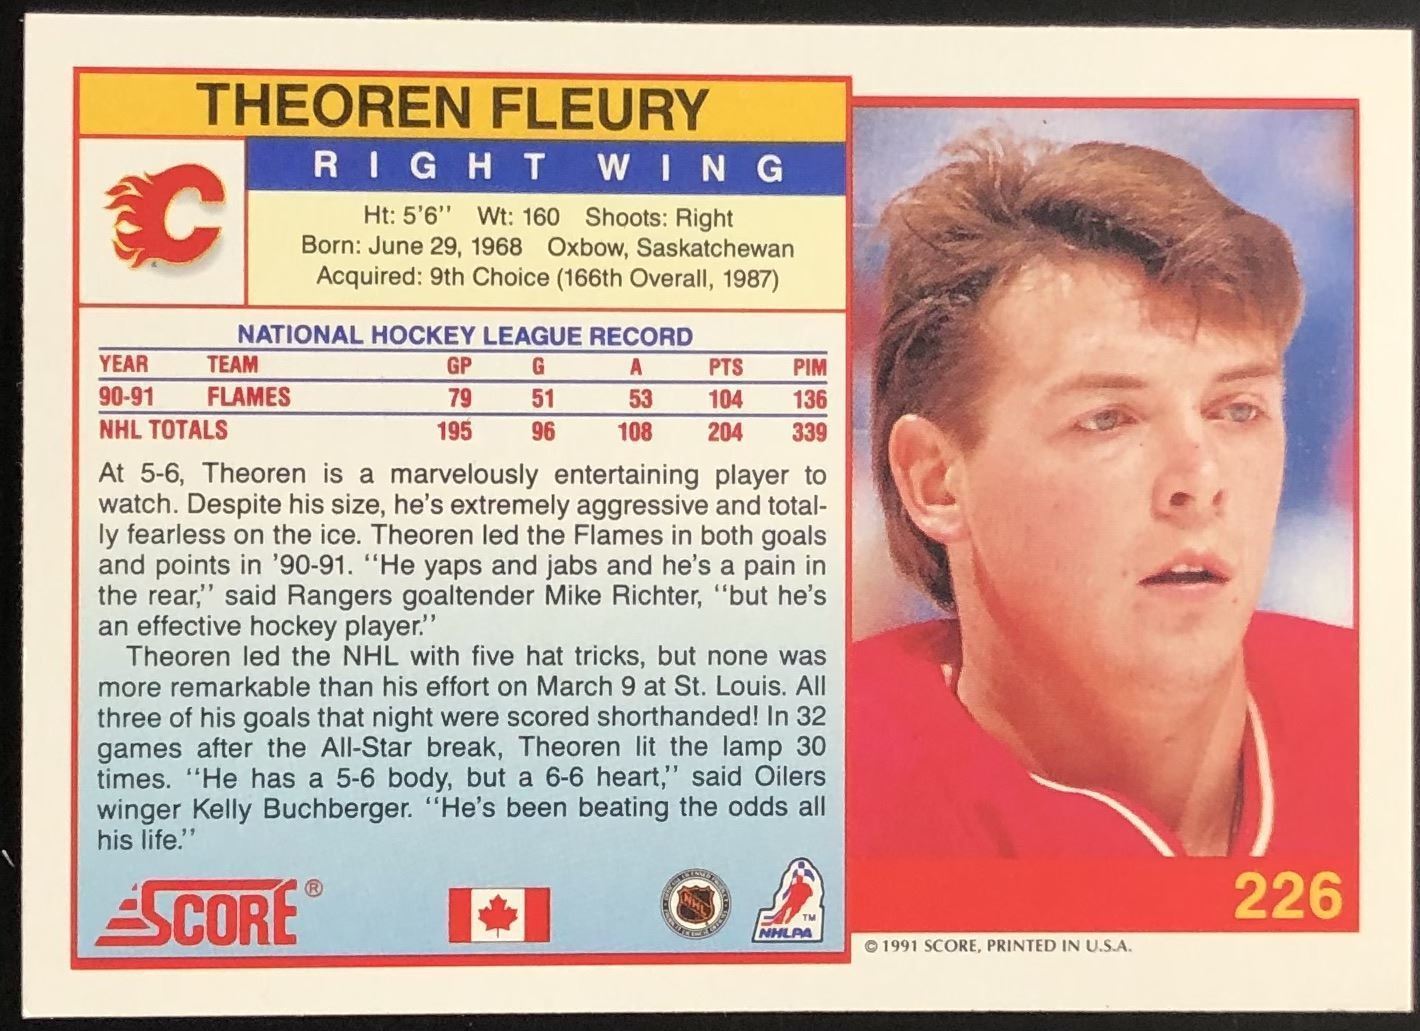 THEOREN FLEURY
RIGHT WING
Ht: 5'6'' Wt: 160 Shoots: Right
Born: June 29, 1968 Oxbow, Saskatchewan
Acquired: 9th Choice (166th Overall, 1987)
NATIONAL HOCKEY LEAGUE RECORD
YEAR TEAM GP G A PTS PIM
90-91 FLAMES 79 51 53 104 136
NHL TOTALS 195 96 108 204 339
At 5-6, Theoren is a marvelously entertaining player to
watch. Despite his size, he's extremely aggressive and total-
ly fearless on the ice. Theoren led the Flames in both goals
and points in '90-91. ''He yaps and jabs and he's a pain in
the rear,'' said Rangers goaltender Mike Richter, ''but he's
an effective hockey player.''
Theoren led the NHL with five hat tricks, but none was
more remarkable than his effort on March 9 at St. Louis. All
three of his goals that night were scored shorthanded! In 32
games after the All-Star break, Theoren lit the lamp 30
times. ''He has a 5-6 body, but a 6-6 heart,'' said Oilers
winger Kelly Buchberger. ''He's been beating the odds all
his life.''
SCORE®
NHL
NHLPA TM
226
© 1991 SCORE, PRINTED IN U.S.A.